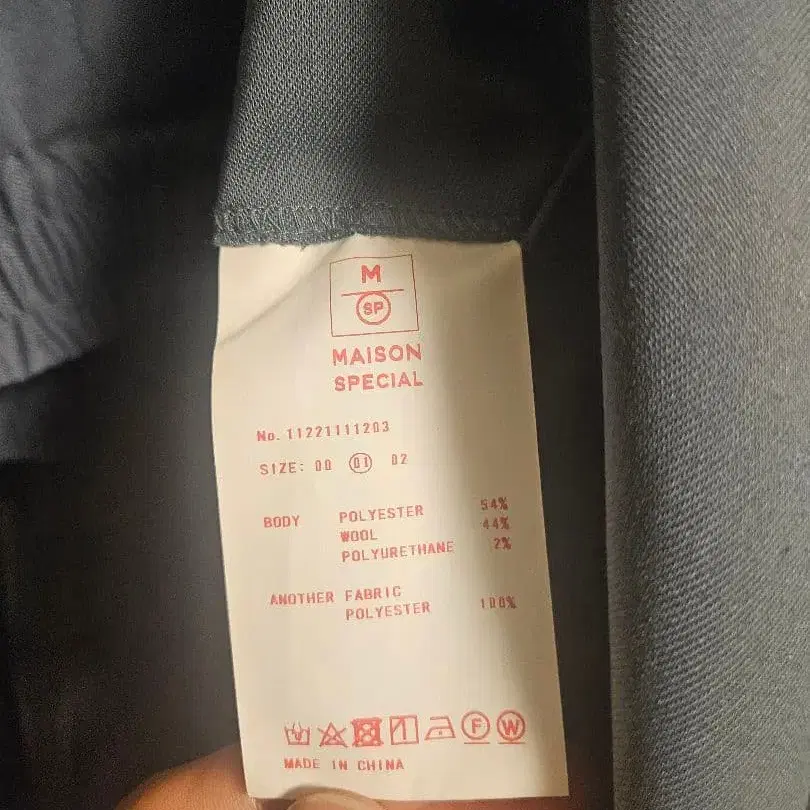 M
SP
MAISON
SPECIAL
No. 11221111203
SIZE: 00 01 02
BODY POLYESTER 54%
WOOL 44%
POLYURETHANE 2%
ANOTHER FABRIC
POLYESTER 100%
F W
MADE IN CHINA